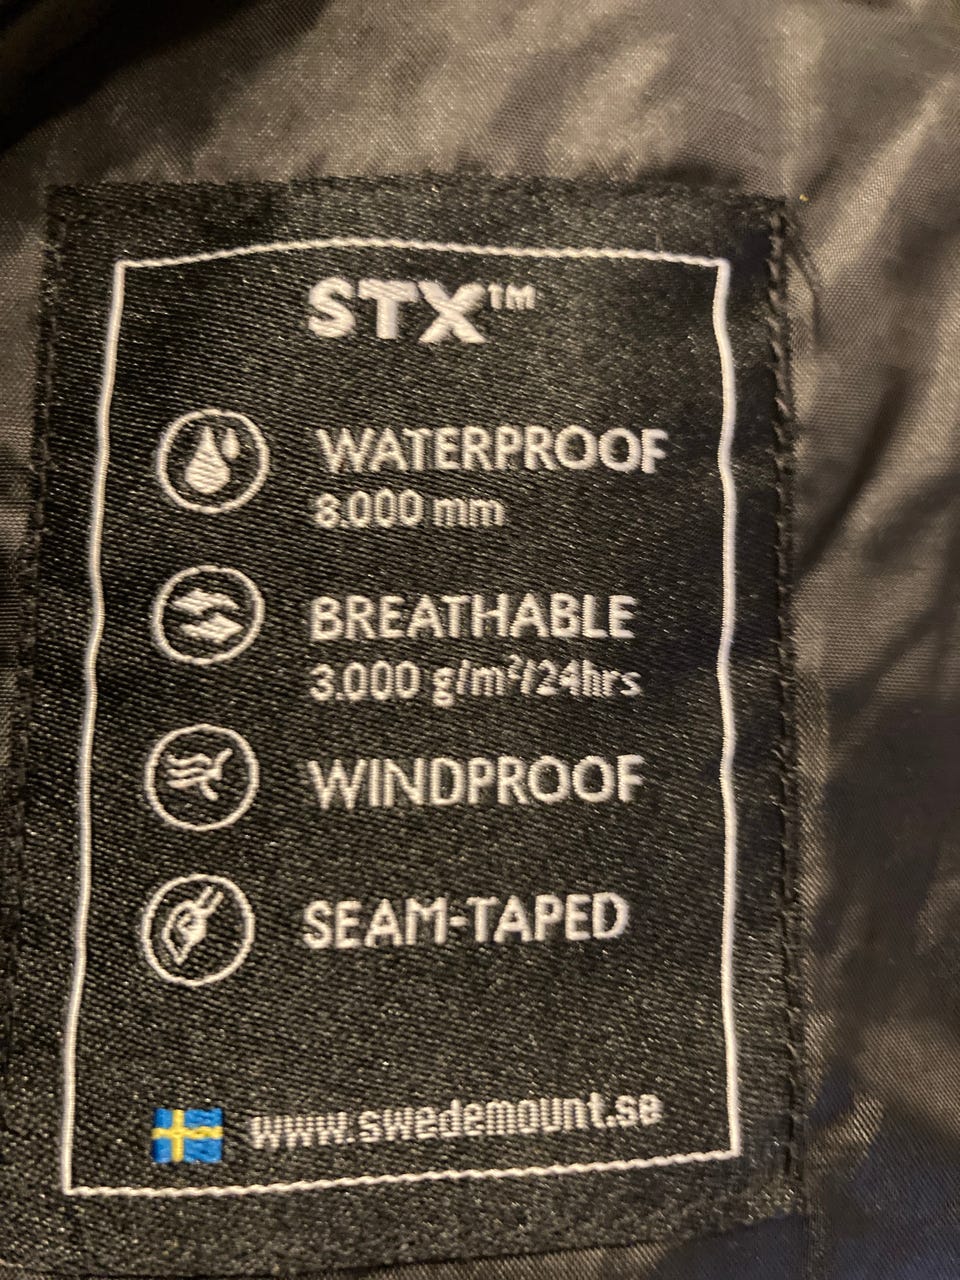 STX™
WATERPROOF
8.000 mm
BREATHABLE
3.000 g/m²/24hrs
WINDPROOF
SEAM-TAPED
www.swedemount.se